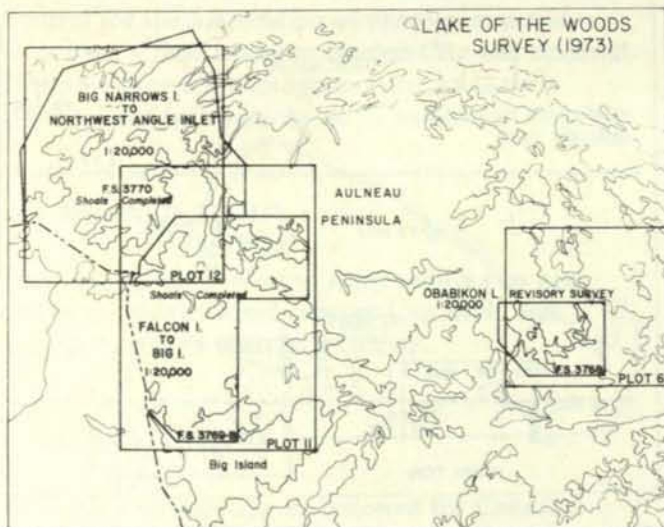 LAKE OF THE WOODS
SURVEY (1973)
BIG NARROWS I.
TO
NORTHWEST ANGLE INLET
1:20,000
F.S. 3770
Shoals Completed
AULNEAU
PENINSULA
PLOT 12
Shoals Completed
OBABIKON L. REVISORY SURVEY
1:20,000
FALCON I.
TO
BIG I.
1:20,000
F.S.
PLOT 6
F.S. 3769-B
PLOT 11
Big Island